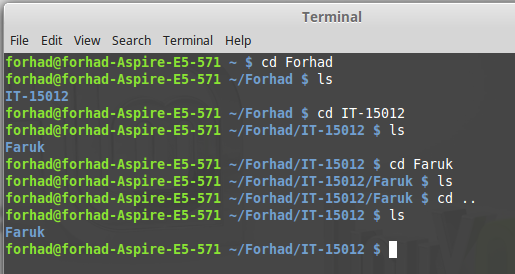 Terminal
File Edit View Search Terminal Help
forhad@forhad-Aspire-E5-571 ~ $ cd Forhad
forhad@forhad-Aspire-E5-571 ~/Forhad $ ls
IT-15012
forhad@forhad-Aspire-E5-571 ~/Forhad $ cd IT-15012
forhad@forhad-Aspire-E5-571 ~/Forhad/IT-15012 $ ls
Faruk
forhad@forhad-Aspire-E5-571 ~/Forhad/IT-15012 $ cd Faruk
forhad@forhad-Aspire-E5-571 ~/Forhad/IT-15012/Faruk $ ls
forhad@forhad-Aspire-E5-571 ~/Forhad/IT-15012/Faruk $ cd ..
forhad@forhad-Aspire-E5-571 ~/Forhad/IT-15012 $ ls
Faruk
forhad@forhad-Aspire-E5-571 ~/Forhad/IT-15012 $